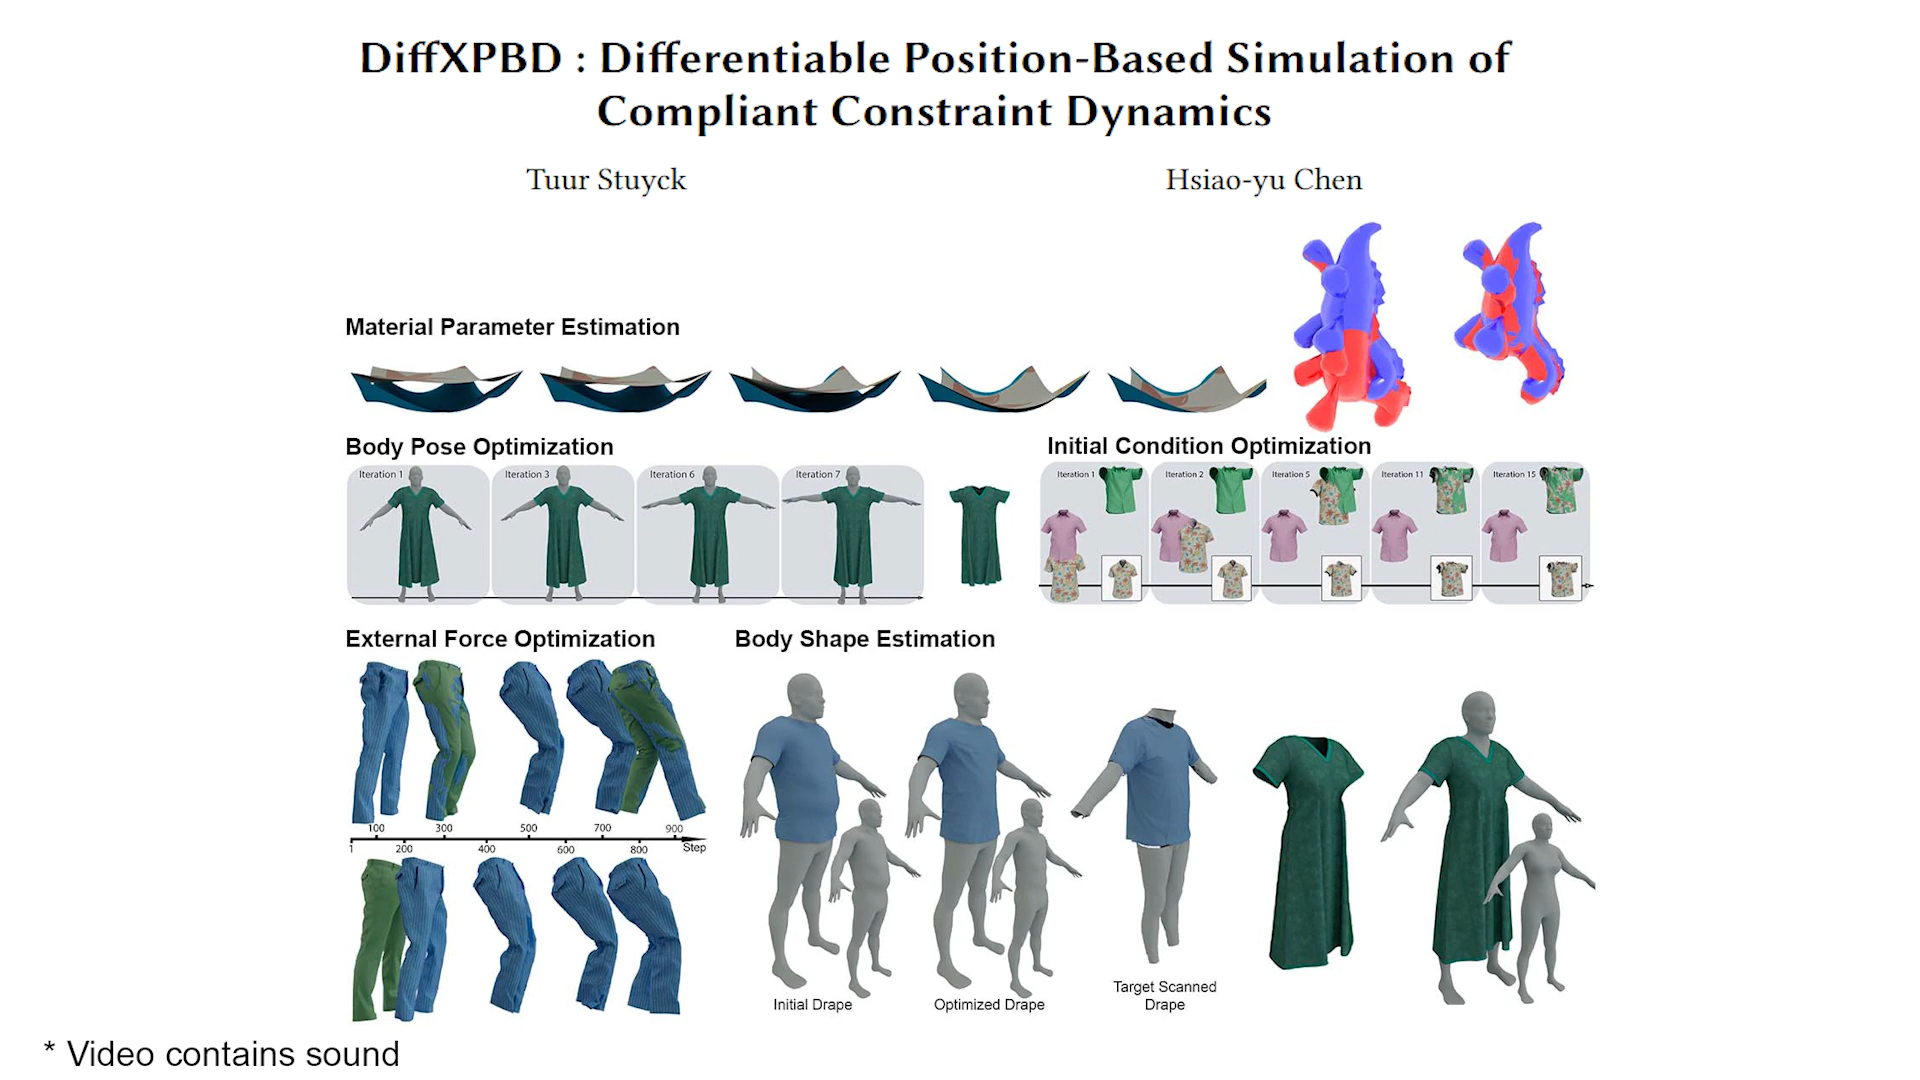 DiffXPBD : Differentiable Position-Based Simulation of
Compliant Constraint Dynamics
Tuur Stuyck
Hsiao-yu Chen
Material Parameter Estimation
Body Pose Optimization
Iteration 1
Iteration 3
Iteration 6
Iteration 7
Initial Condition Optimization
Iteration 1
Iteration 2
Iteration 5
Iteration 11
Iteration 15
External Force Optimization
100
300
500
700
900
1
200
400
600
800
Step
Body Shape Estimation
Initial Drape
Optimized Drape
Target Scanned
Drape
* Video contains sound